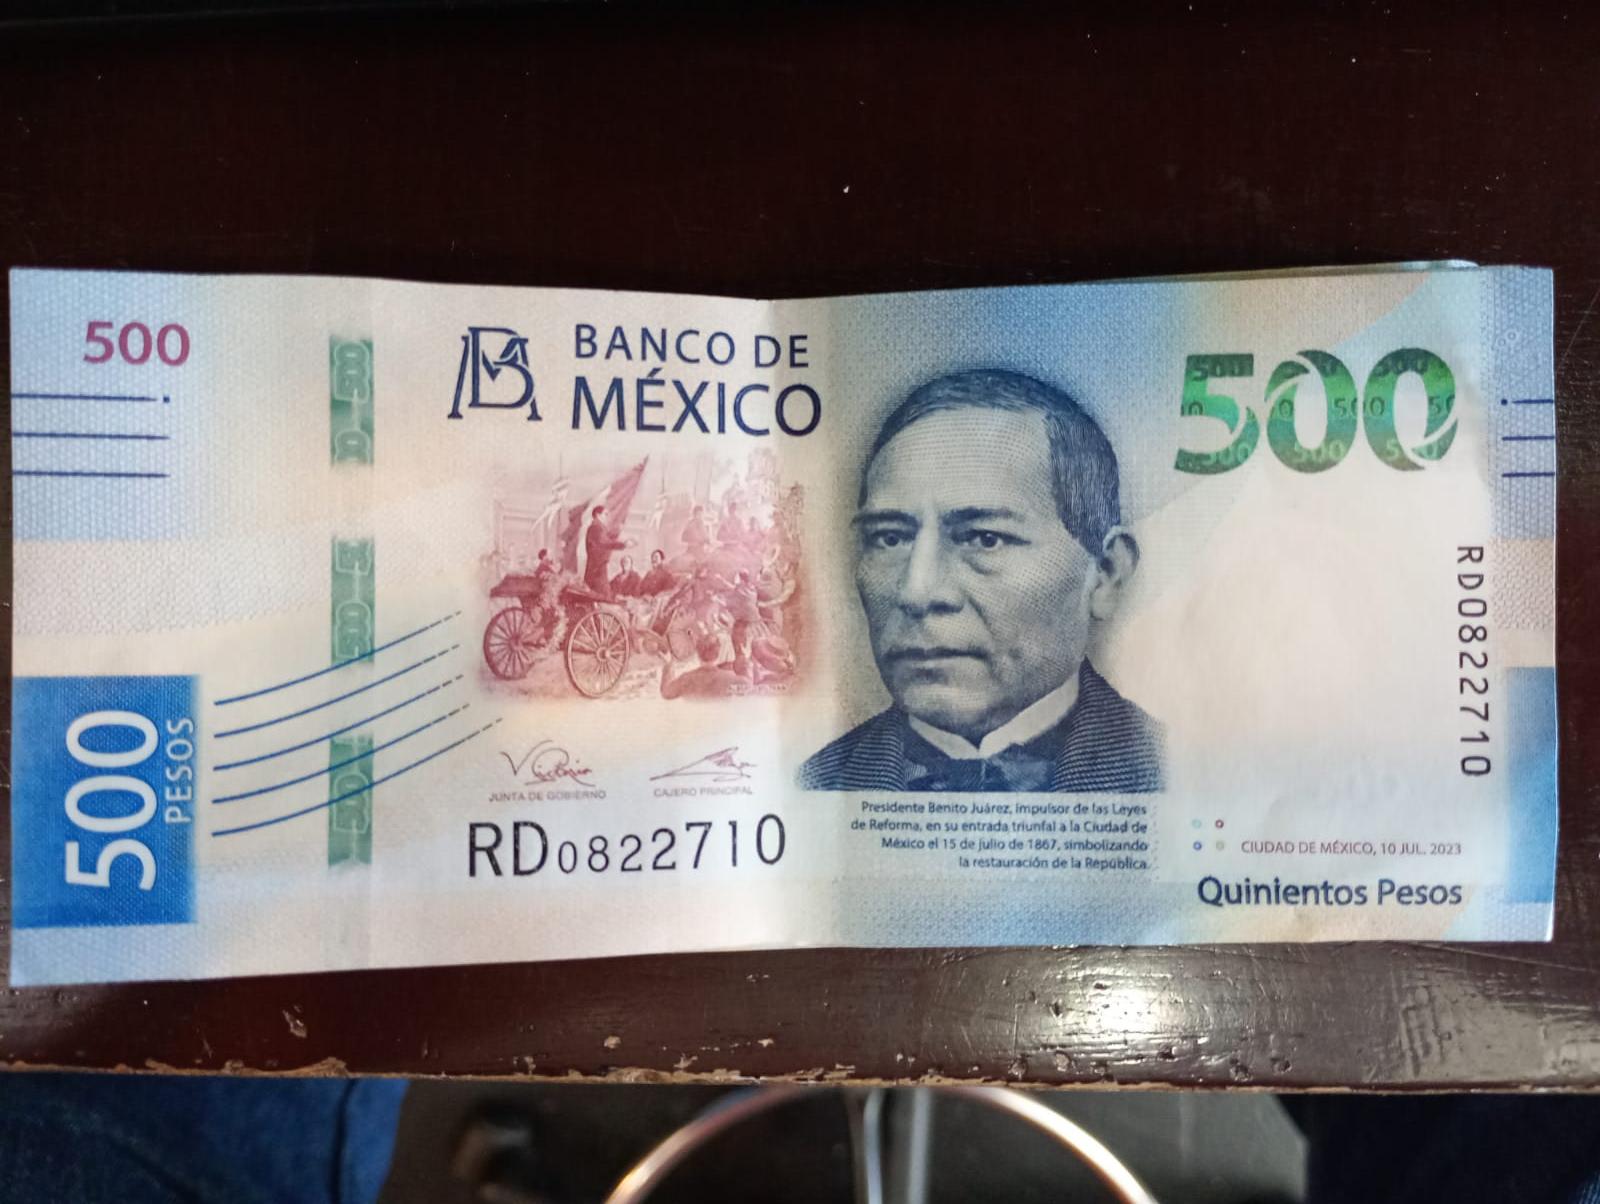 500
BANCO DE
MÉXICO
500
RD0822710
500
PESOS
JUNTA DE GOBIERNO
CAJERO PRINCIPAL
RD0822710
Presidente Benito Juárez, impulsor de las Leyes
de Reforma, en su entrada triunfal a la Ciudad de
México el 15 de julio de 1867, simbolizando
la restauración de la República.
CIUDAD DE MÉXICO, 10 JUL. 2023
Quinientos Pesos